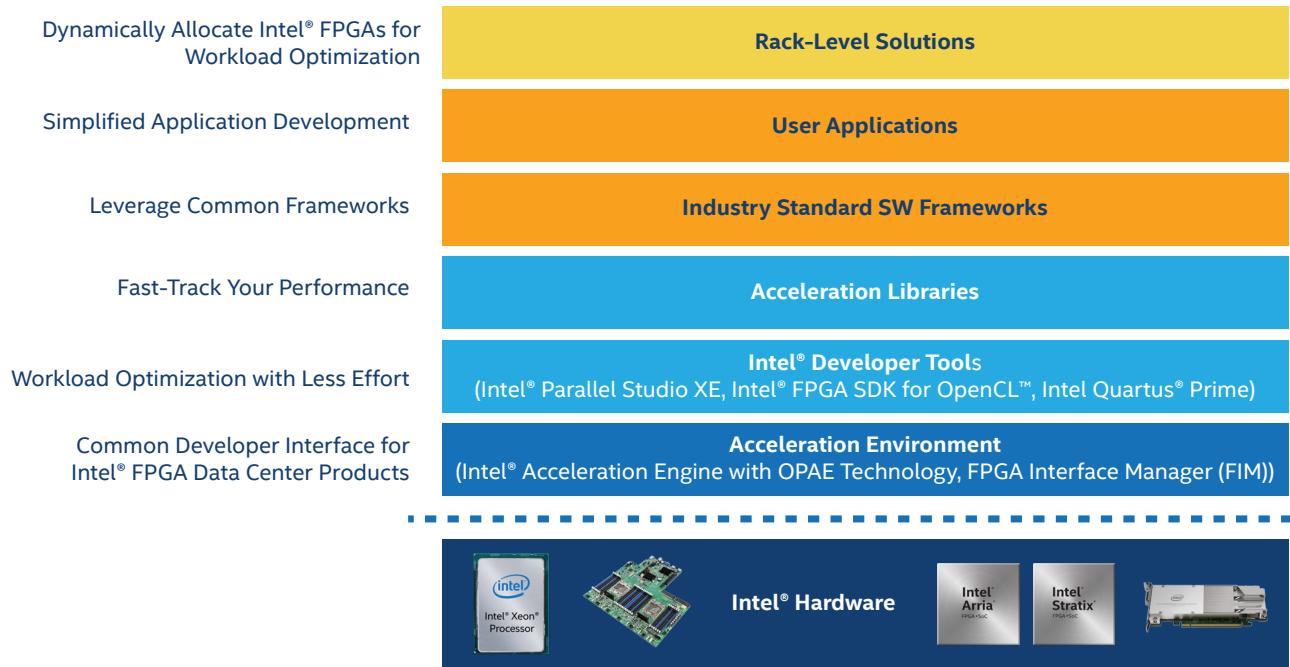 Dynamically Allocate Intel® FPGAs for
Workload Optimization
Rack-Level Solutions
Simplified Application Development
User Applications
Leverage Common Frameworks
Industry Standard SW Frameworks
Fast-Track Your Performance
Acceleration Libraries
Workload Optimization with Less Effort
Intel® Developer Tools
(Intel® Parallel Studio XE, Intel® FPGA SDK for OpenCL™, Intel Quartus® Prime)
Common Developer Interface for
Intel® FPGA Data Center Products
Acceleration Environment
(Intel® Acceleration Engine with OPAE Technology, FPGA Interface Manager (FIM))
intel
Intel® Xeon®
Processor
Intel® Hardware
Intel®
Arria®
FPGA+SoC
Intel®
Stratix®
FPGA+SoC